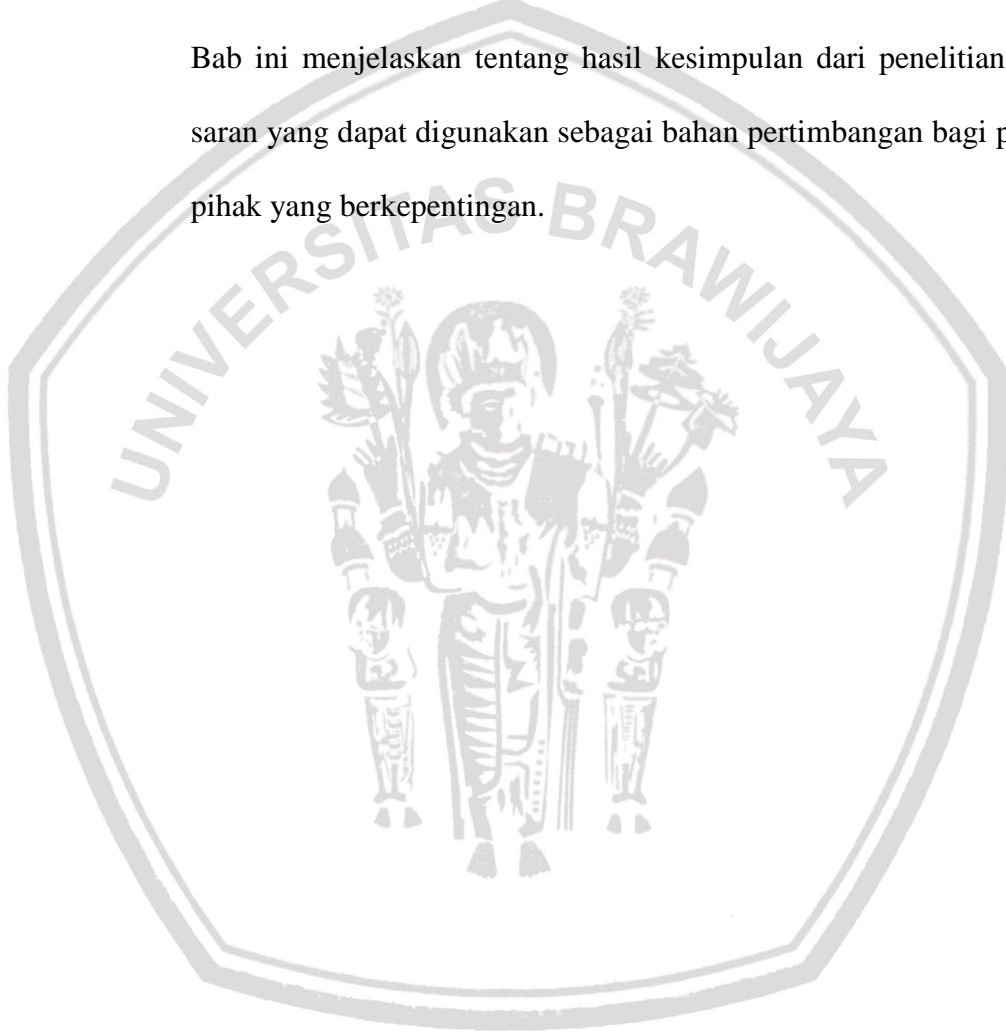 Bab ini menjelaskan tentang hasil kesimpulan dari penelitian
saran yang dapat digunakan sebagai bahan pertimbangan bagi p
pihak yang berkepentingan.
UNIVERSITAS BRAWIJAYA